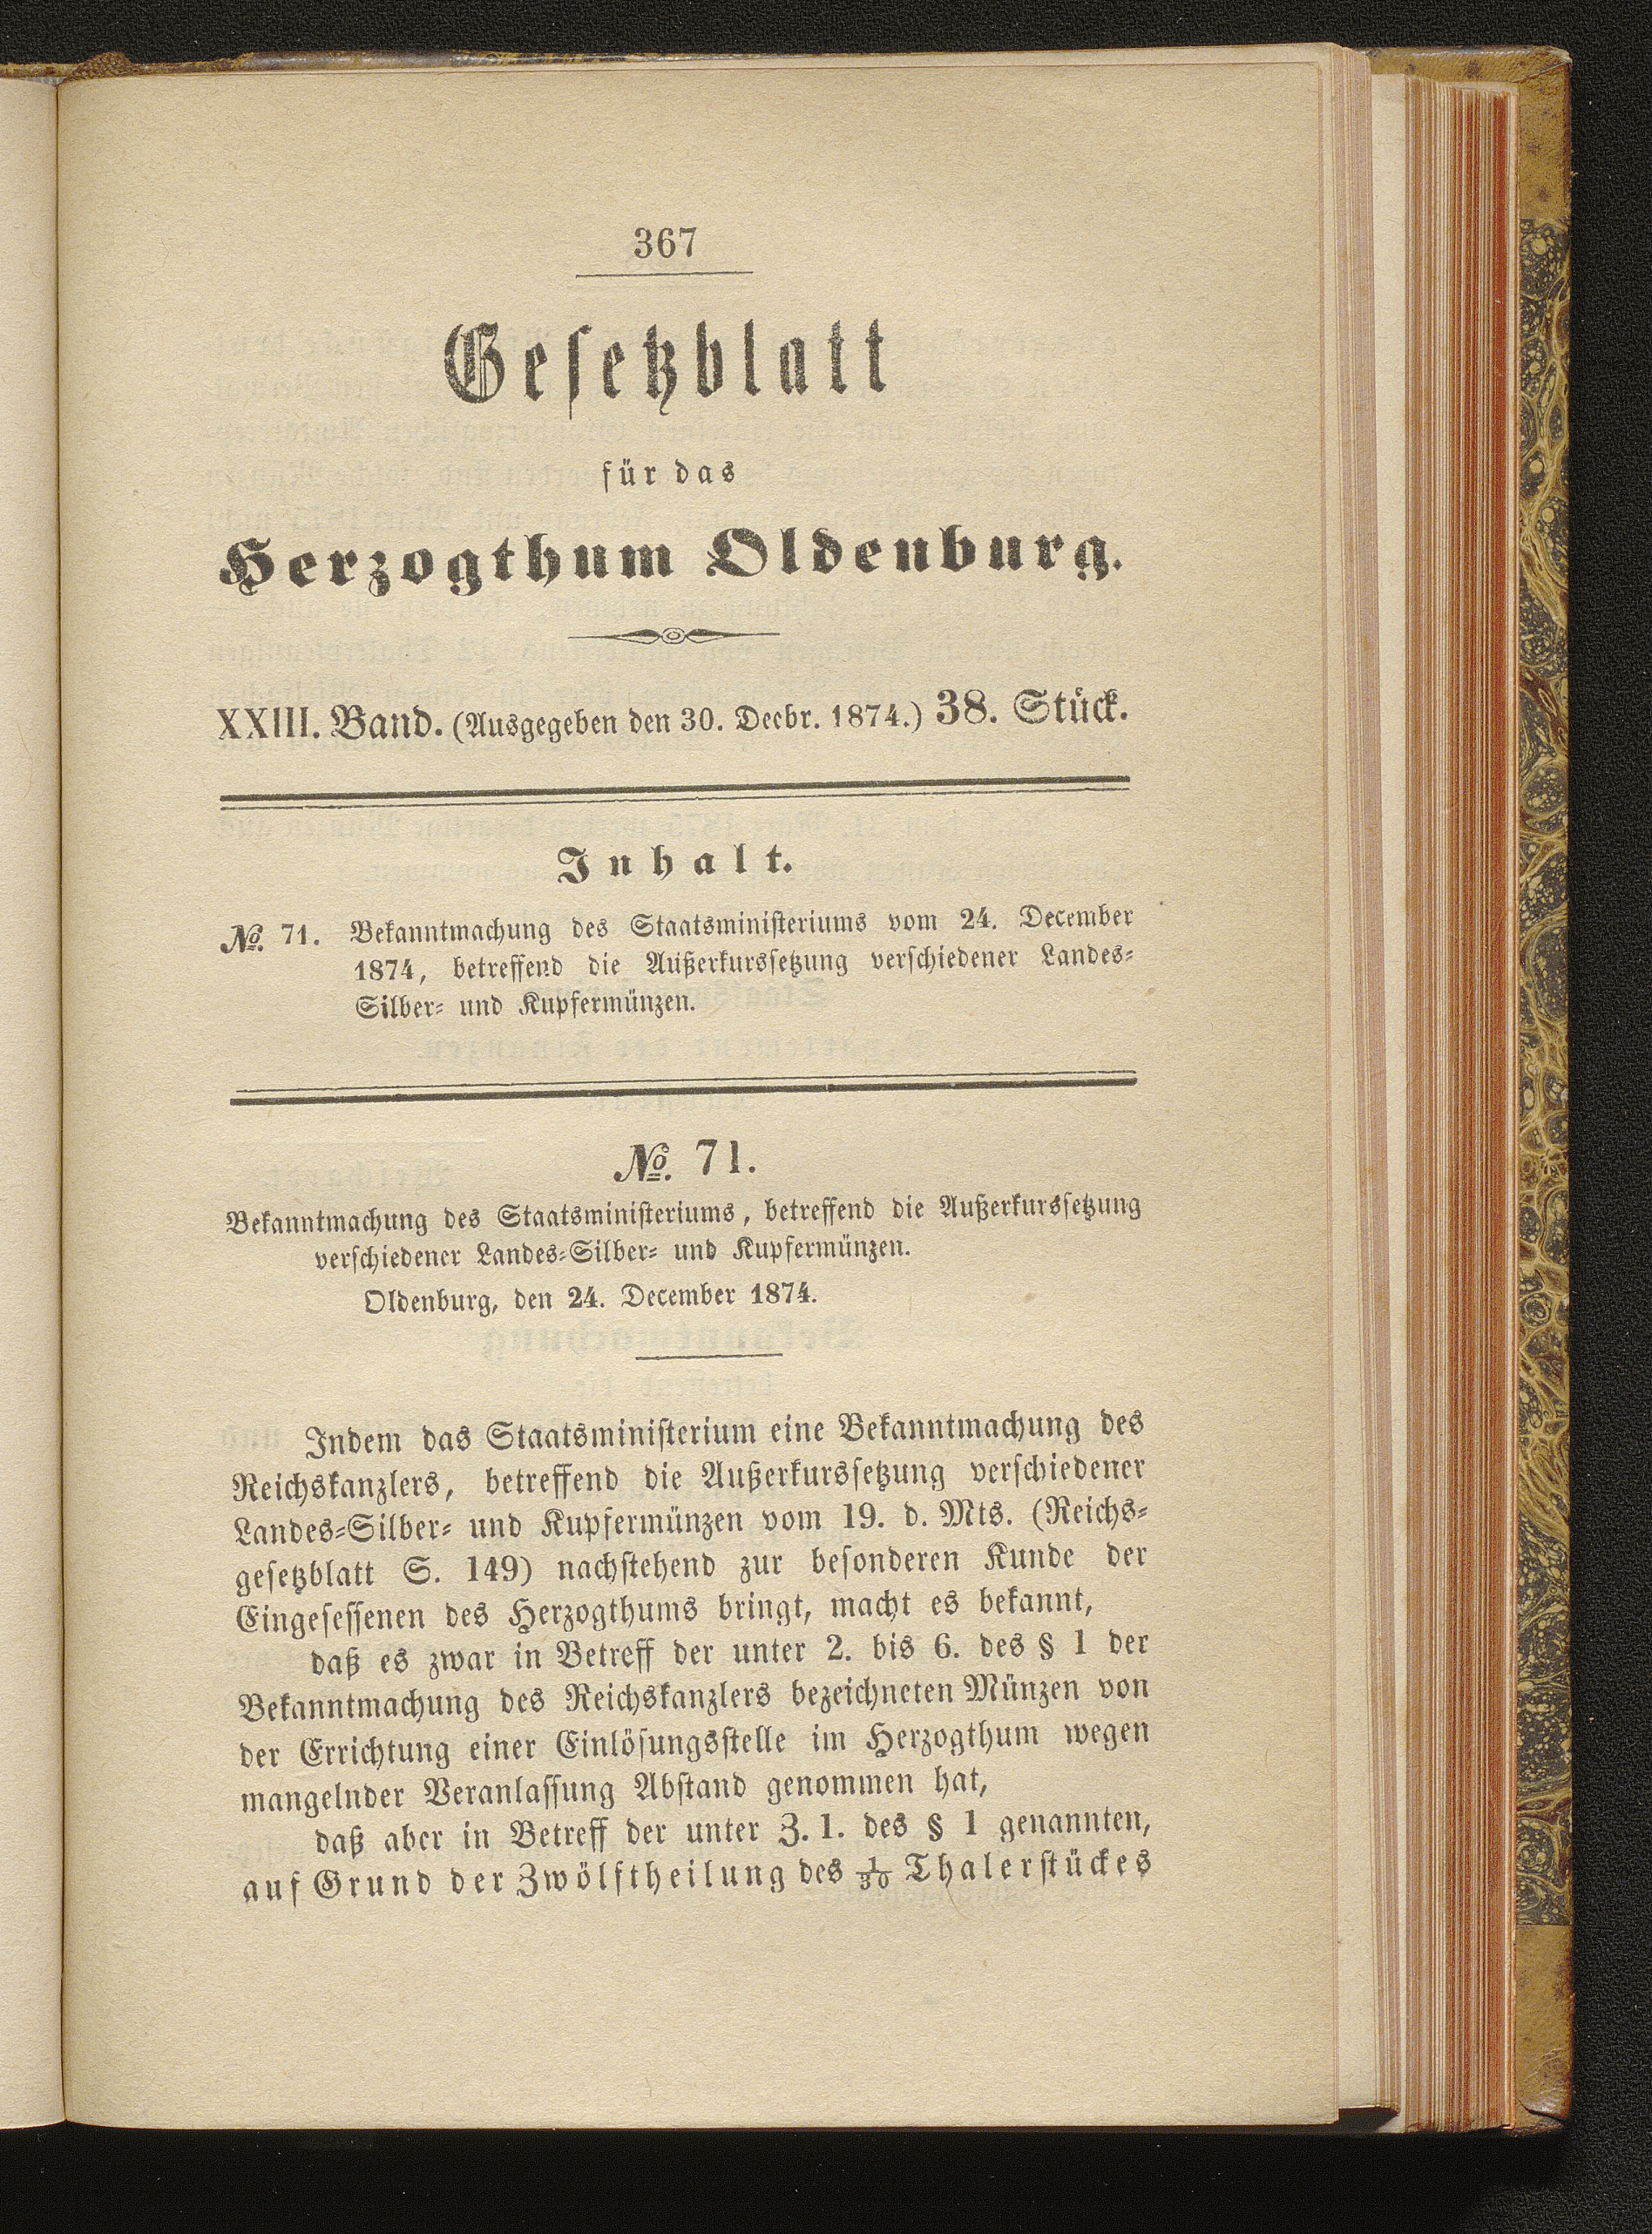 367
Gesetzblatt
für das
Herzogthum Oldenburg.
XXIII. Band. (Ausgegeben den 30. Decbr. 1874.) 38. Stück.
Inhalt.
№. 71. Bekanntmachung des Staatsministeriums vom 24. December
1874, betreffend die Außerkurssetzung verschiedener Landes-
Silber- und Kupfermünzen.
№. 71.
Bekanntmachung des Staatsministeriums, betreffend die Außerkurssetzung
verschiedener Landes-Silber- und Kupfermünzen.
Oldenburg, den 24. December 1874.
Indem das Staatsministerium eine Bekanntmachung des
Reichskanzlers, betreffend die Außerkurssetzung verschiedener
Landes-Silber- und Kupfermünzen vom 19. d. Mts. (Reichs-
gesetzblatt S. 149) nachstehend zur besonderen Kunde der
Eingesessenen des Herzogthums bringt, macht es bekannt,
daß es zwar in Betreff der unter 2. bis 6. des § 1 der
Bekanntmachung des Reichskanzlers bezeichneten Münzen von
der Errichtung einer Einlösungsstelle im Herzogthum wegen
mangelnder Veranlassung Abstand genommen hat,
daß aber in Betreff der unter Z. 1. des § 1 genannten,
auf Grund der Zwölftheilung des 1/30 Thalerstückes